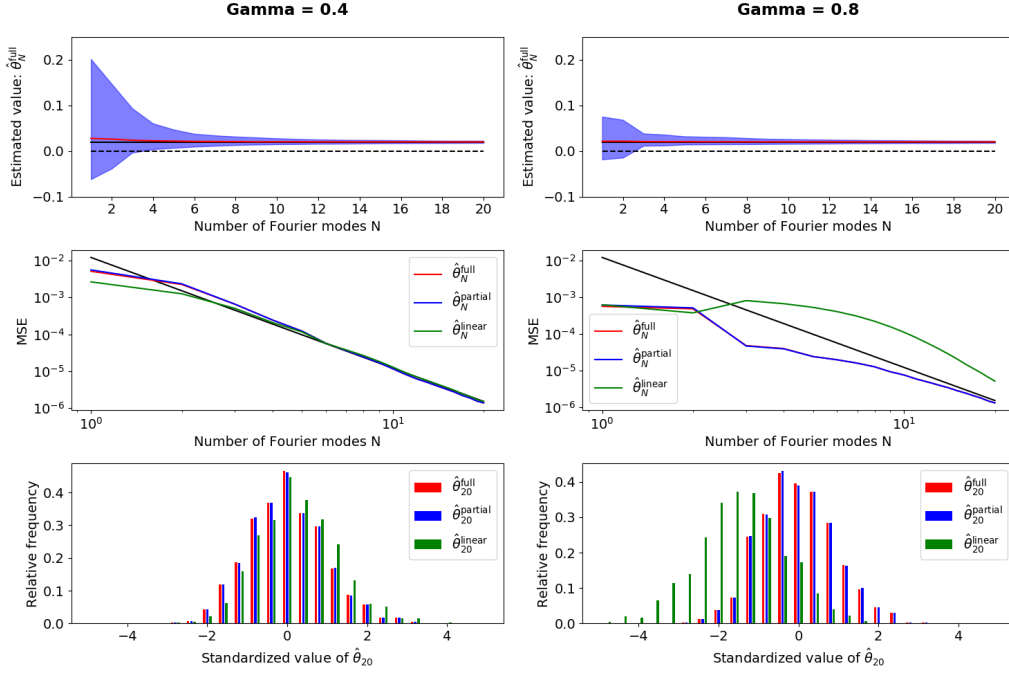 Gamma = 0.4
Gamma = 0.8
Estimated value: θ̂_N^full
0.2
0.1
0.0
−0.1
2 4 6 8 10 12 14 16 18 20
Number of Fourier modes N
Estimated value: θ̂_N^full
0.2
0.1
0.0
−0.1
2 4 6 8 10 12 14 16 18 20
Number of Fourier modes N
MSE
10⁻²
10⁻³
10⁻⁴
10⁻⁵
10⁻⁶
θ̂_N^full
θ̂_N^partial
θ̂_N^linear
10⁰ 10¹
Number of Fourier modes N
MSE
10⁻²
10⁻³
10⁻⁴
10⁻⁵
10⁻⁶
θ̂_N^full
θ̂_N^partial
θ̂_N^linear
10⁰ 10¹
Number of Fourier modes N
Relative frequency
0.4
0.3
0.2
0.1
0.0
θ̂_20^full
θ̂_20^partial
θ̂_20^linear
−4 −2 0 2 4
Standardized value of θ̂_20
Relative frequency
0.4
0.3
0.2
0.1
0.0
θ̂_20^full
θ̂_20^partial
θ̂_20^linear
−4 −2 0 2 4
Standardized value of θ̂_20